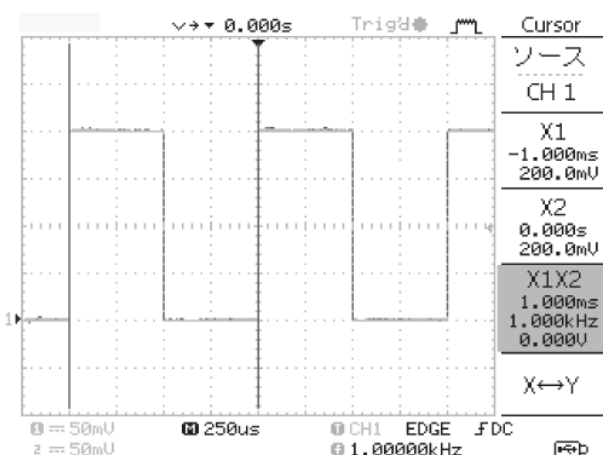 0.000s Trig'd Cursor
ソース
CH 1
X1
-1.000ms
200.0mV
X2
0.000s
200.0mV
X1X2
1.000ms
1.000kHz
0.000V
X↔Y
1
1 50mV M 250us 1 CH1 EDGE DC
2 50mV f 1.00000kHz